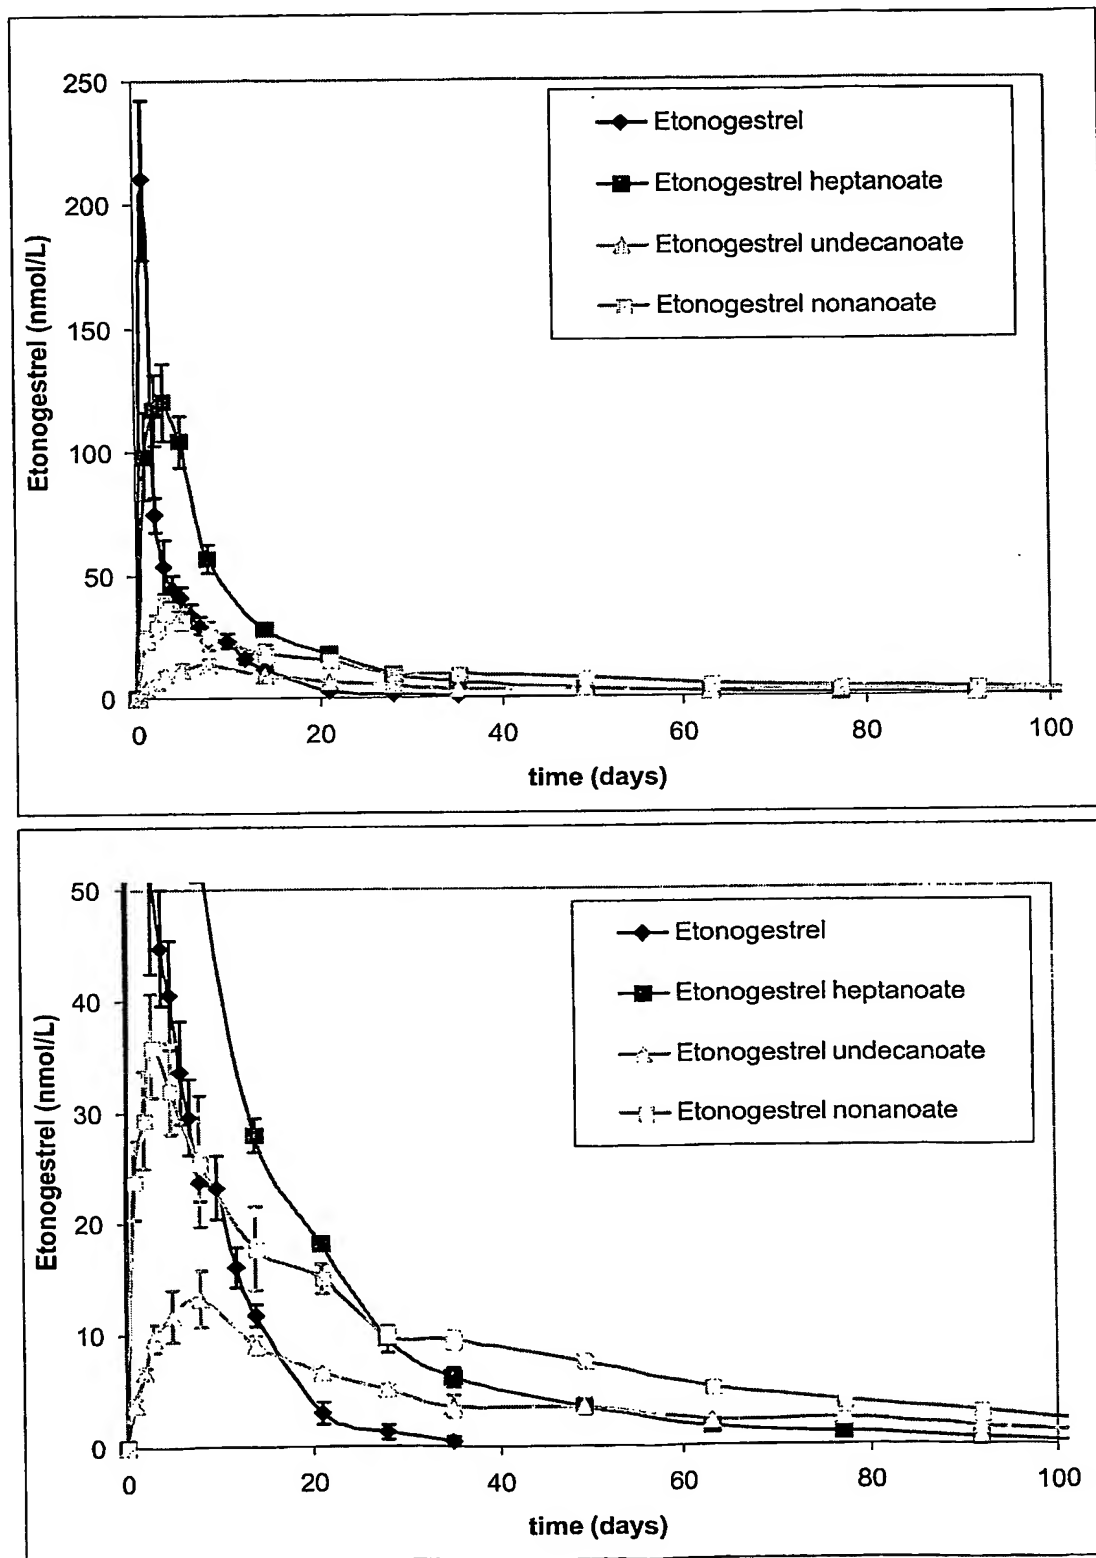 250
200
150
100
50
0
Etonogestrel (nmol/L)
Etonogestrel
Etonogestrel heptanoate
Etonogestrel undecanoate
Etonogestrel nonanoate
0 20 40 60 80 100
time (days)
50
40
30
20
10
0
Etonogestrel (nmol/L)
Etonogestrel
Etonogestrel heptanoate
Etonogestrel undecanoate
Etonogestrel nonanoate
0 20 40 60 80 100
time (days)